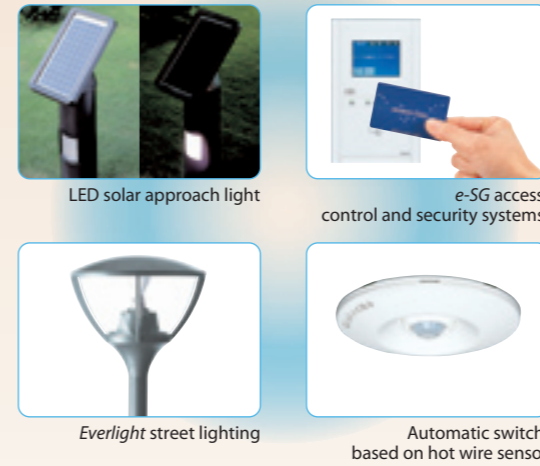 LED solar approach light
e-SG access
control and security systems
Everlight street lighting
Automatic switch
based on hot wire senso